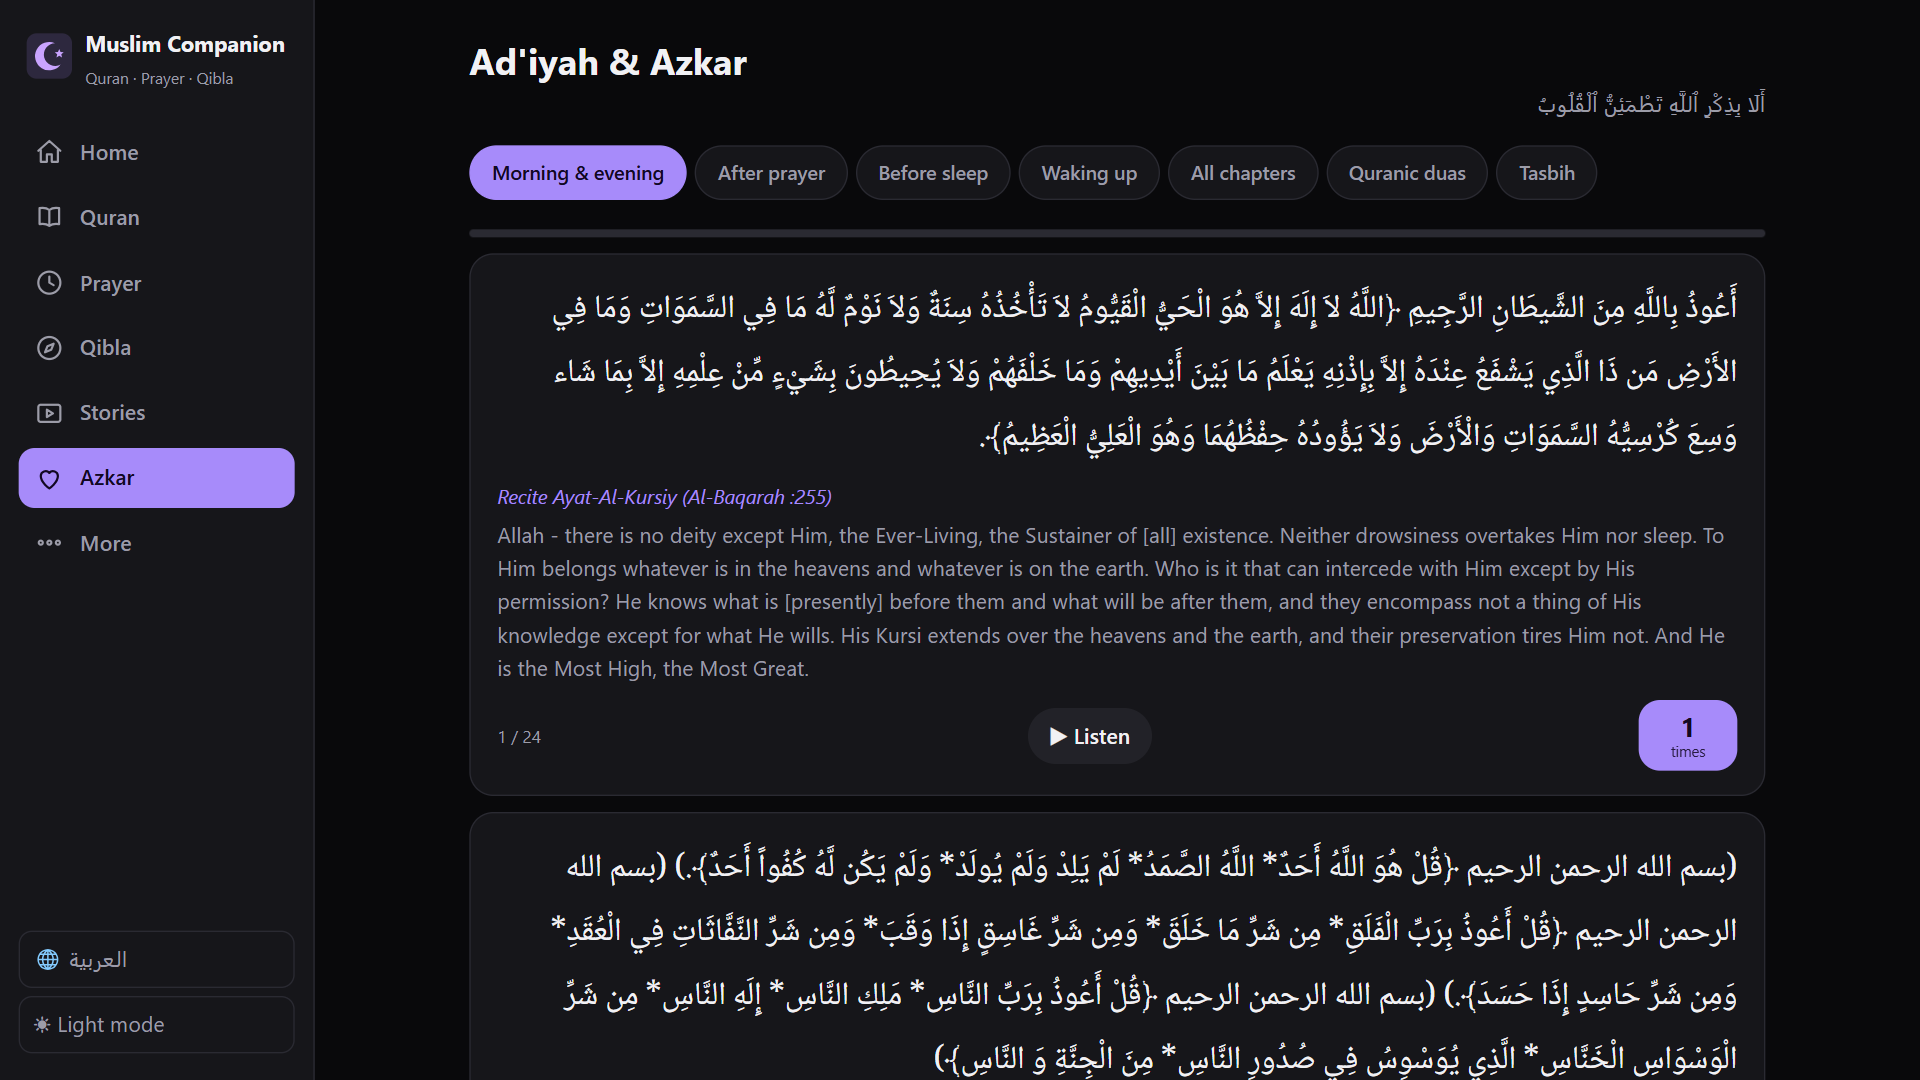 Muslim Companion
Quran · Prayer · Qibla
Home
Quran
Prayer
Qibla
Stories
Azkar
More
العربية
Light mode
Ad'iyah & Azkar
أَلَا بِذِكْرِ ٱللَّهِ تَطْمَئِنُّ ٱلْقُلُوبُ
Morning & evening
After prayer
Before sleep
Waking up
All chapters
Quranic duas
Tasbih
أَعُوذُ بِاللَّهِ مِنَ الشَّيطَانِ الرَّجِيمِ ﴿اللَّهُ لاَ إِلَهَ إِلاَّ هُوَ الْحَيُّ الْقَيُّومُ لاَ تَأْخُذُهُ سِنَةٌ وَلاَ نَوْمٌ لَّهُ مَا فِي السَّمَوَاتِ وَمَا فِي
الأَرْضِ مَن ذَا الَّذِي يَشْفَعُ عِنْدَهُ إِلاَّ بِإِذْنِهِ يَعْلَمُ مَا بَيْنَ أَيْدِيهِمْ وَمَا خَلْفَهُمْ وَلاَ يُحِيطُونَ بِشَيْءٍ مِّنْ عِلْمِهِ إِلاَّ بِمَا شَاء
وَسِعَ كُرْسِيُّهُ السَّمَوَاتِ وَالْأَرْضَ وَلاَ يَؤُودُهُ حِفْظُهُمَا وَهُوَ الْعَلِيُّ الْعَظِيمُ﴾.
Recite Ayat-Al-Kursiy (Al-Baqarah :255)
Allah - there is no deity except Him, the Ever-Living, the Sustainer of [all] existence. Neither drowsiness overtakes Him nor sleep. To
Him belongs whatever is in the heavens and whatever is on the earth. Who is it that can intercede with Him except by His
permission? He knows what is [presently] before them and what will be after them, and they encompass not a thing of His
knowledge except for what He wills. His Kursi extends over the heavens and the earth, and their preservation tires Him not. And He
is the Most High, the Most Great.
1 / 24
Listen
1
times
(بسم الله الرحمن الرحيم ﴿قُلْ هُوَ اللَّهُ أَحَدٌ* اللَّهُ الصَّمَدُ* لَمْ يَلِدْ وَلَمْ يُولَدْ* وَلَمْ يَكُن لَّهُ كُفُواً أَحَدٌ﴾.) (بسم الله
الرحمن الرحيم ﴿قُلْ أَعُوذُ بِرَبِّ الْفَلَقِ* مِن شَرِّ مَا خَلَقَ* وَمِن شَرِّ غَاسِقٍ إِذَا وَقَبَ* وَمِن شَرِّ النَّفَّاثَاتِ فِي الْعُقَدِ*
وَمِن شَرِّ حَاسِدٍ إِذَا حَسَدَ﴾.) (بسم الله الرحمن الرحيم ﴿قُلْ أَعُوذُ بِرَبِّ النَّاسِ* مَلِكِ النَّاسِ* إِلَهِ النَّاسِ* مِن شَرِّ
الْوَسْوَاسِ الْخَنَّاسِ* الَّذِي يُوَسْوِسُ فِي صُدُورِ النَّاسِ* مِنَ الْجِنَّةِ وَ النَّاسِ﴾)